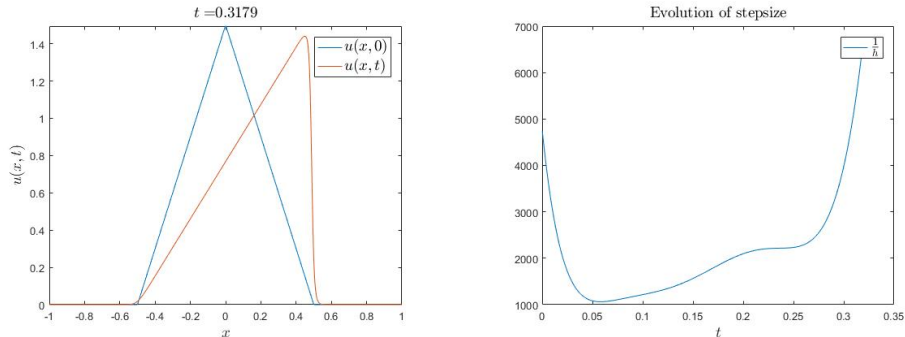 t =0.3179
1.4
1.2
1
0.8
0.6
0.4
0.2
0
u(x,t)
u(x,0)
u(x,t)
-1 -0.8 -0.6 -0.4 -0.2 0 0.2 0.4 0.6 0.8 1
x
Evolution of stepsize
7000
6000
5000
4000
3000
2000
1000
1/h
0 0.05 0.1 0.15 0.2 0.25 0.3 0.35
t